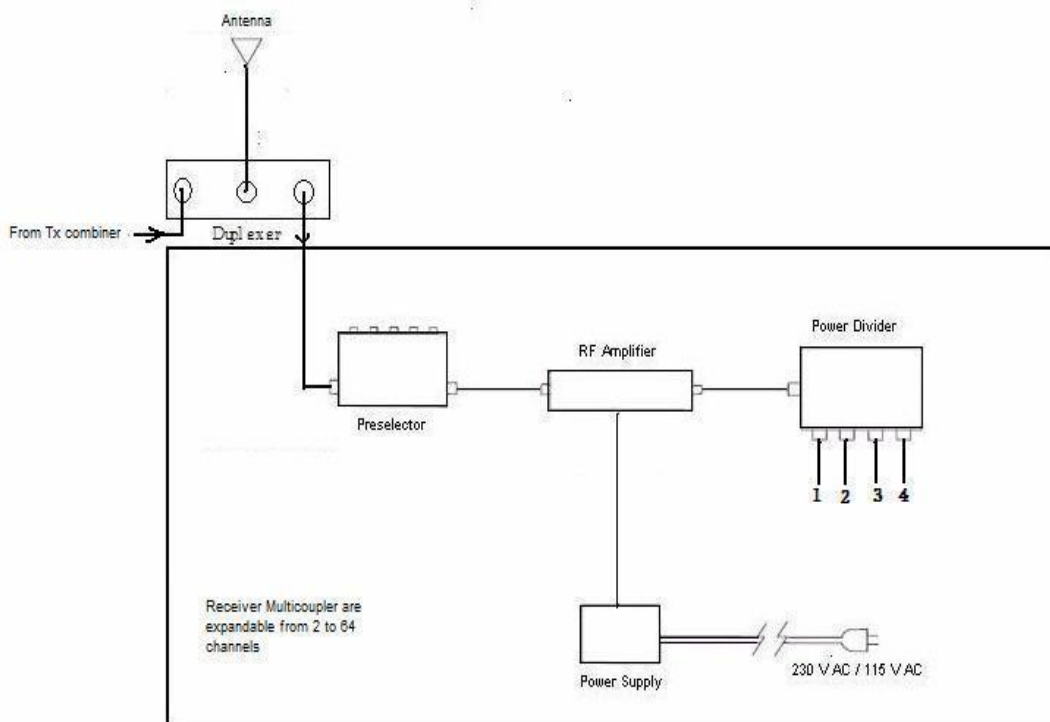 Antenna
From Tx combiner
Duplexer
Power Divider
RF Amplifier
Preselector
1 2 3 4
Receiver Multicoupler are
expandable from 2 to 64
channels
230 V AC / 115 V AC
Power Supply